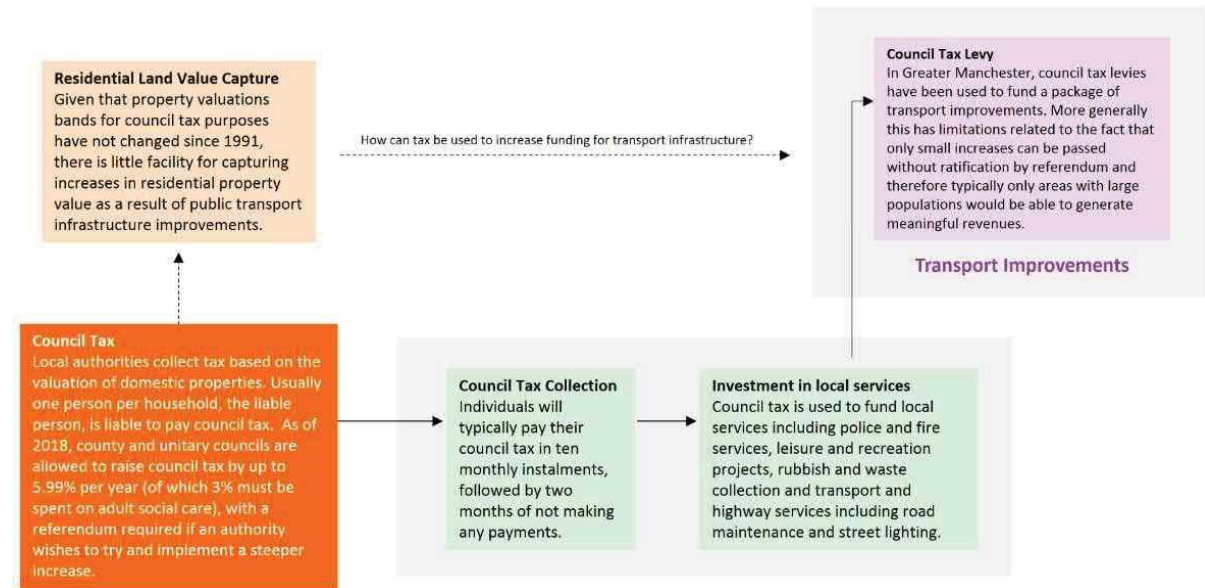 Residential Land Value Capture
Given that property valuations
bands for council tax purposes
have not changed since 1991,
there is little facility for capturing
increases in residential property
value as a result of public transport
infrastructure improvements.
How can tax be used to increase funding for transport infrastructure?
Council Tax Levy
In Greater Manchester, council tax levies
have been used to fund a package of
transport improvements. More generally
this has limitations related to the fact that
only small increases can be passed
without ratification by referendum and
therefore typically only areas with large
populations would be able to generate
meaningful revenues.
Transport Improvements
Council Tax
Local authorities collect tax based on the
valuation of domestic properties. Usually
one person per household, the liable
person, is liable to pay council tax. As of
2018, county and unitary councils are
allowed to raise council tax by up to
5.99% per year (of which 3% must be
spent on adult social care), with a
referendum required if an authority
wishes to try and implement a steeper
increase.
Council Tax Collection
Individuals will
typically pay their
council tax in ten
monthly instalments,
followed by two
months of not making
any payments.
Investment in local services
Council tax is used to fund local
services including police and fire
services, leisure and recreation
projects, rubbish and waste
collection and transport and
highway services including road
maintenance and street lighting.